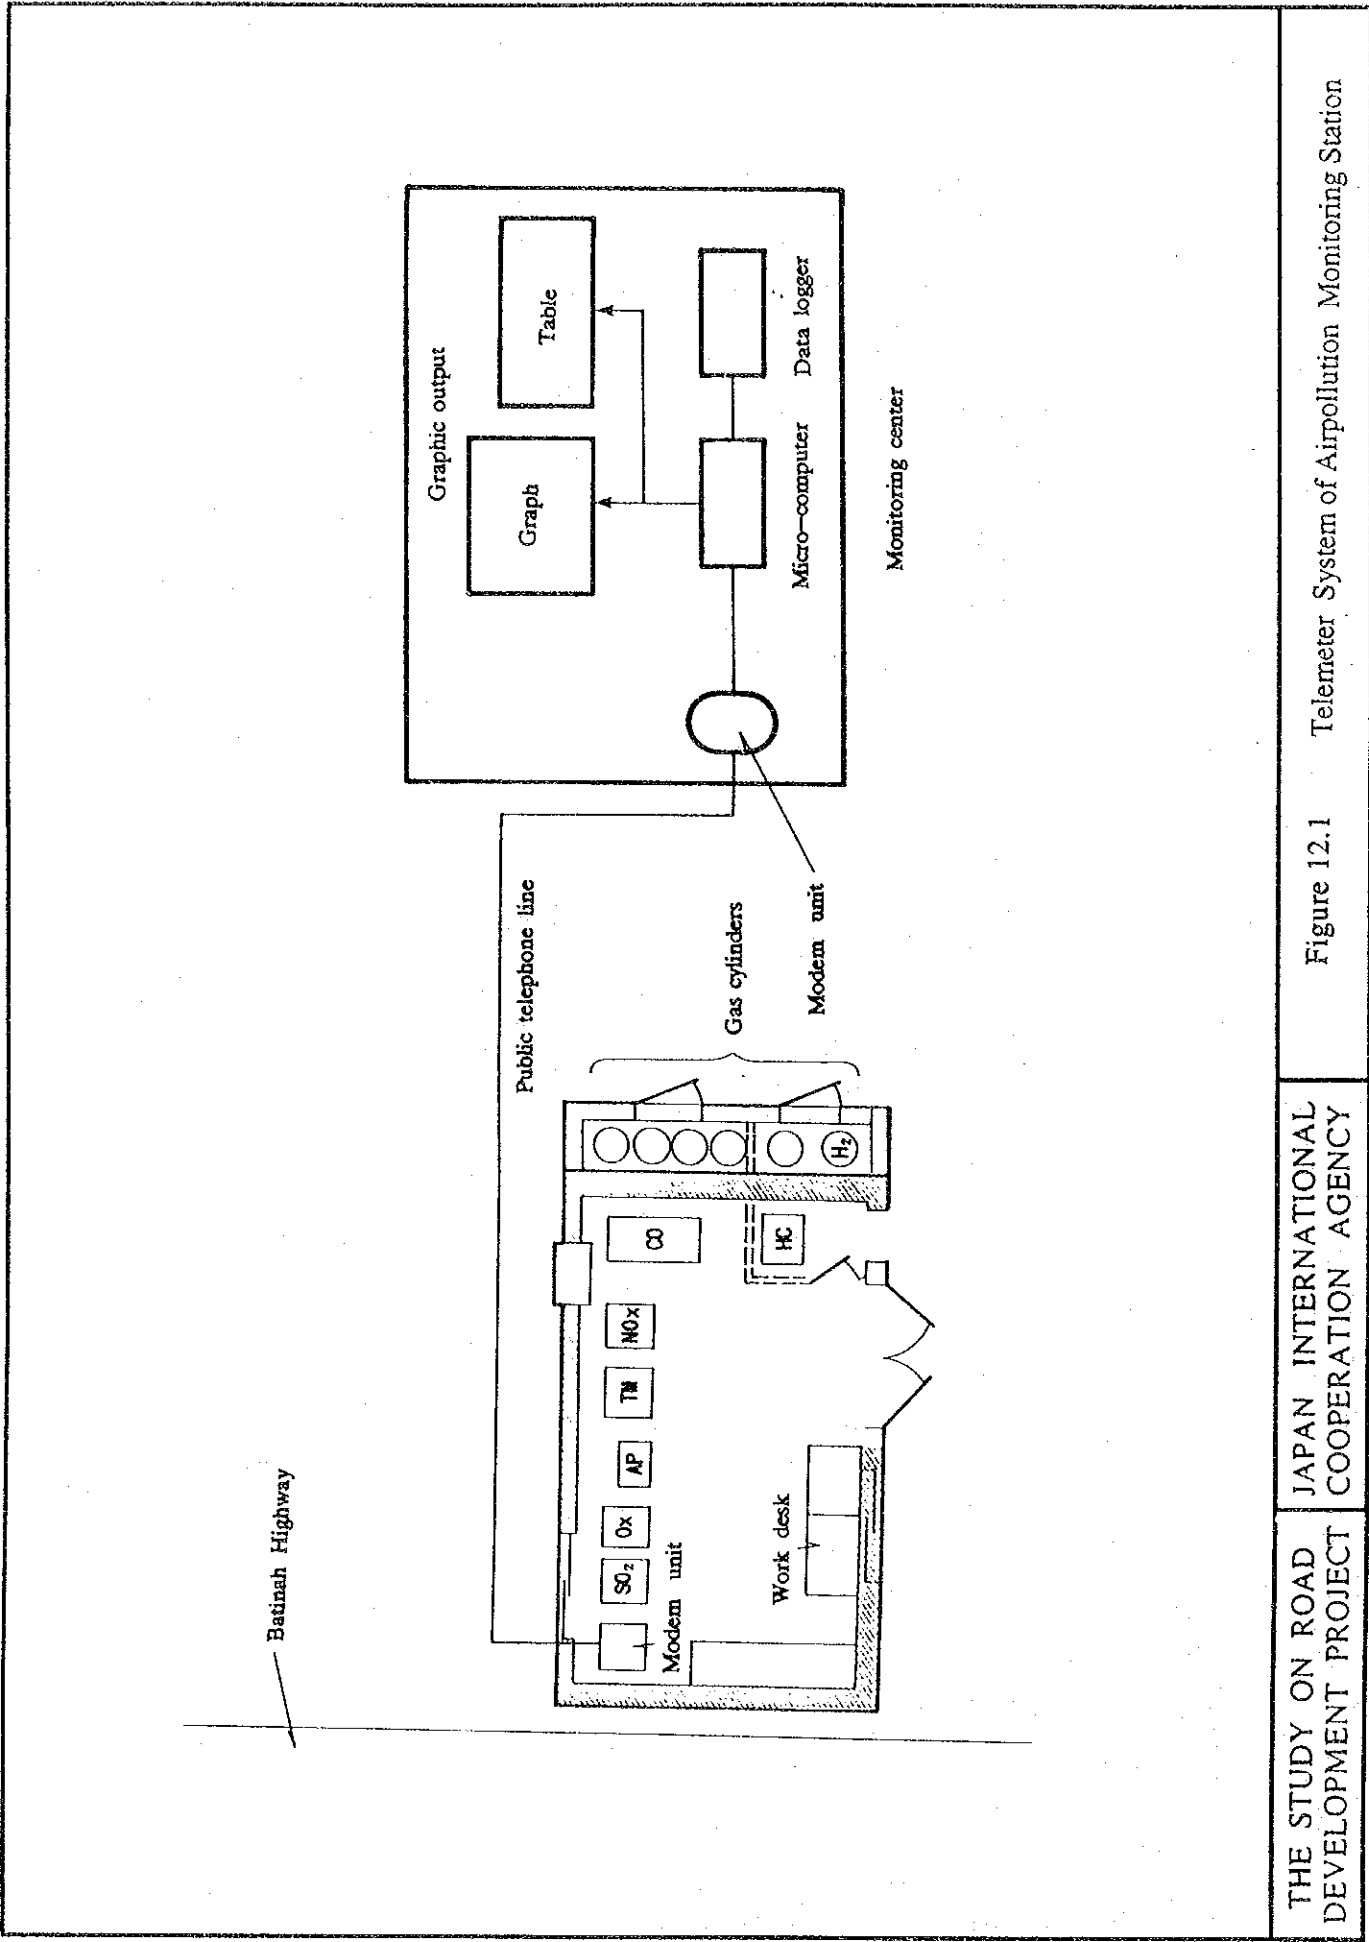 Batinah Highway
Public telephone line
Graphic output
Graph
Table
Micro-computer
Data logger
Monitoring center
Modem unit
Gas cylinders
SO₂
Ox
AP
TM
NOx
CO
HC
H₂
Modem unit
Work desk
THE STUDY ON ROAD
DEVELOPMENT PROJECT
JAPAN INTERNATIONAL
COOPERATION AGENCY
Figure 12.1 Telemeter System of Airpollution Monitoring Station